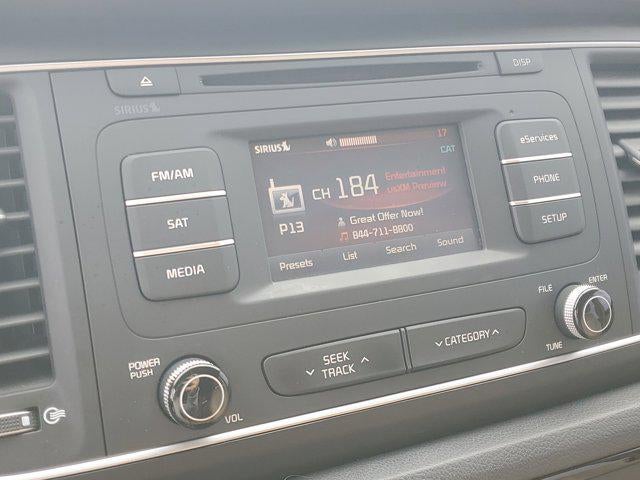 DISP
SIRIUS
FM/AM
SAT
MEDIA
SIRIUS
17
CAT
CH 184
Entertainment
usXM Preview
P13
Great Offer Now!
844-711-8800
Presets List Search Sound
eServices
PHONE
SETUP
POWER
PUSH
VOL
SEEK
TRACK
CATEGORY
FILE
ENTER
TUNE